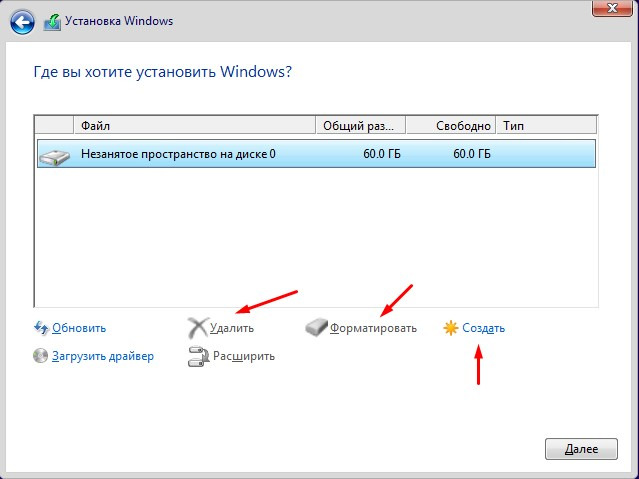 Установка Windows
Где вы хотите установить Windows?
Файл Общий раз... Свободно Тип
Незанятое пространство на диске 0 60.0 ГБ 60.0 ГБ
Обновить Удалить Форматировать Создать
Загрузить драйвер Расширить
Далее